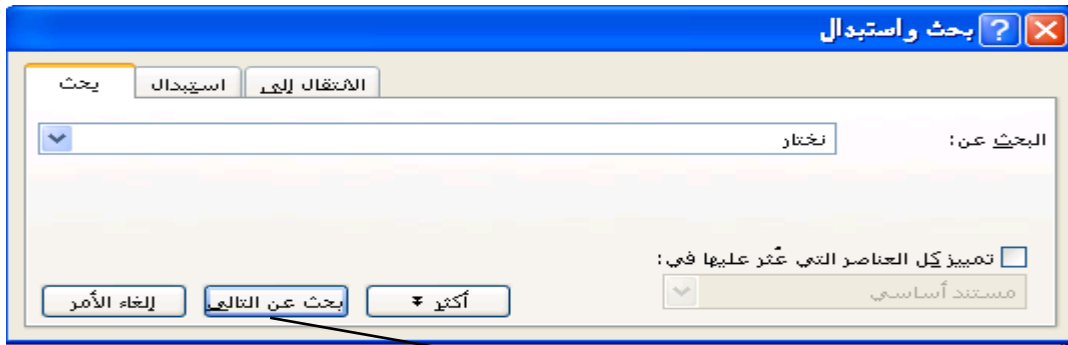 بحث واستبدال
بحث
استبدال
الانتقال إلى
البحث عن:
نختار
تمييز كل العناصر التي عُثر عليها في:
مستند أساسي
أكثر
بحث عن التالي
إلغاء الأمر